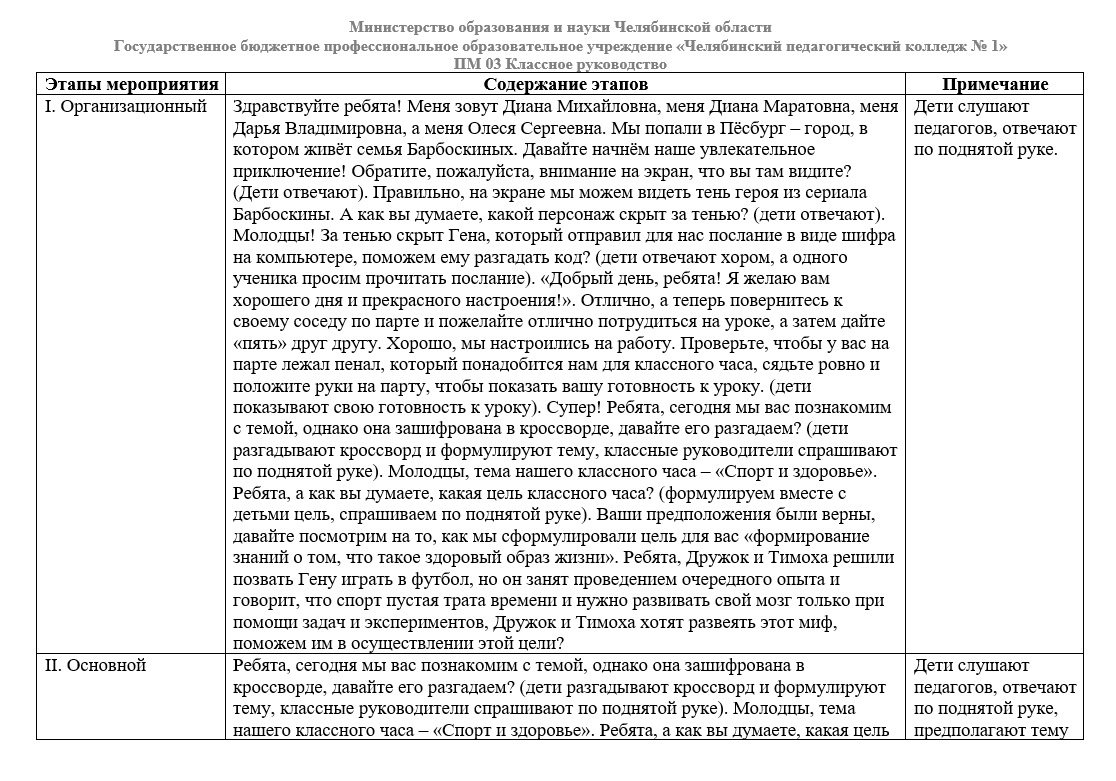 Министерство образования и науки Челябинской области
Государственное бюджетное профессиональное образовательное учреждение «Челябинский педагогический колледж № 1»
ПМ 03 Классное руководство
Этапы мероприятия
Содержание этапов
Примечание
I. Организационный
Здравствуйте ребята! Меня зовут Диана Михайловна, меня Диана Маратовна, меня
Дарья Владимировна, а меня Олеся Сергеевна. Мы попали в Пёсбург – город, в
котором живёт семья Барбоскиных. Давайте начнём наше увлекательное
приключение! Обратите, пожалуйста, внимание на экран, что вы там видите?
(Дети отвечают). Правильно, на экране мы можем видеть тень героя из сериала
Барбоскины. А как вы думаете, какой персонаж скрыт за тенью? (дети отвечают).
Молодцы! За тенью скрыт Гена, который отправил для нас послание в виде шифра
на компьютере, поможем ему разгадать код? (дети отвечают хором, а одного
ученика просим прочитать послание). «Добрый день, ребята! Я желаю вам
хорошего дня и прекрасного настроения!». Отлично, а теперь повернитесь к
своему соседу по парте и пожелайте отлично потрудиться на уроке, а затем дайте
«пять» друг другу. Хорошо, мы настроились на работу. Проверьте, чтобы у вас на
парте лежал пенал, который понадобится нам для классного часа, сядьте ровно и
положите руки на парту, чтобы показать вашу готовность к уроку. (дети
показывают свою готовность к уроку). Супер! Ребята, сегодня мы вас познакомим
с темой, однако она зашифрована в кроссворде, давайте его разгадаем? (дети
разгадывают кроссворд и формулируют тему, классные руководители спрашивают
по поднятой руке). Молодцы, тема нашего классного часа – «Спорт и здоровье».
Ребята, а как вы думаете, какая цель классного часа? (формулируем вместе с
детьми цель, спрашиваем по поднятой руке). Ваши предположения были верны,
давайте посмотрим на то, как мы сформулировали цель для вас «формирование
знаний о том, что такое здоровый образ жизни». Ребята, Дружок и Тимоха решили
позвать Гену играть в футбол, но он занят проведением очередного опыта и
говорит, что спорт пустая трата времени и нужно развивать свой мозг только при
помощи задач и экспериментов, Дружок и Тимоха хотят развеять этот миф,
поможем им в осуществлении этой цели?
Дети слушают
педагогов, отвечают
по поднятой руке.
II. Основной
Ребята, сегодня мы вас познакомим с темой, однако она зашифрована в
кроссворде, давайте его разгадаем? (дети разгадывают кроссворд и формулируют
тему, классные руководители спрашивают по поднятой руке). Молодцы, тема
нашего классного часа – «Спорт и здоровье». Ребята, а как вы думаете, какая цель
Дети слушают
педагогов, отвечают
по поднятой руке,
предполагают тему